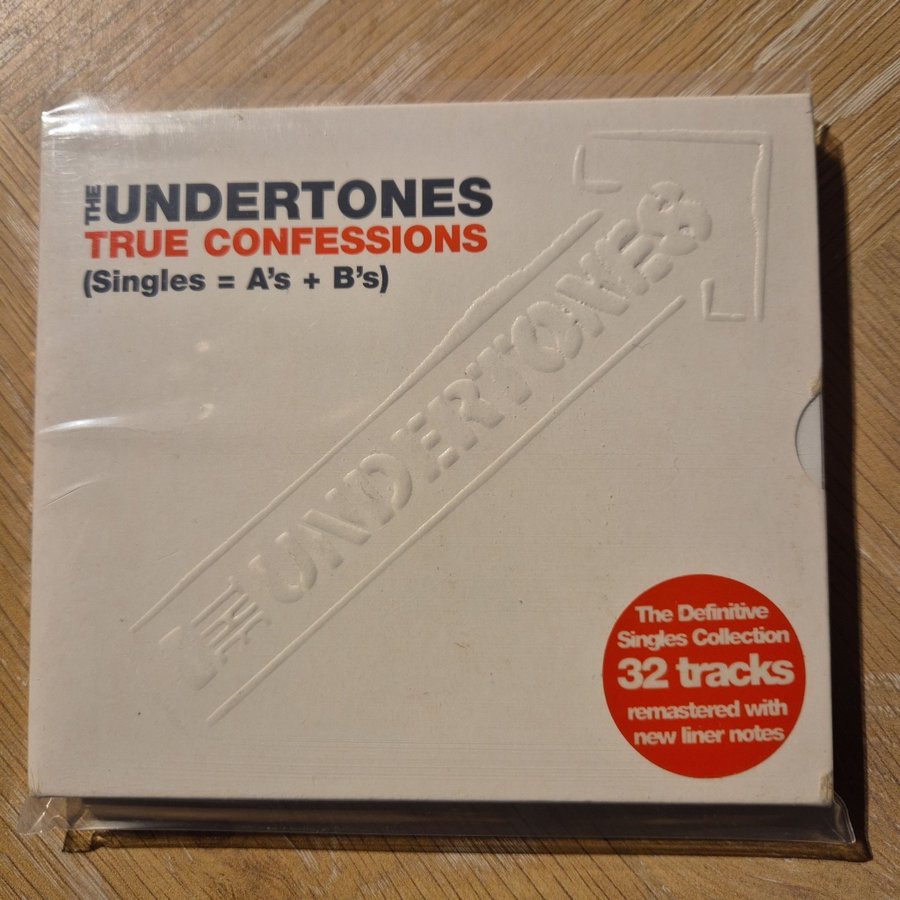 THE UNDERTONES
TRUE CONFESSIONS
(Singles = A's + B's)
THE UNDERTONES
The Definitive
Singles Collection
32 tracks
remastered with
new liner notes